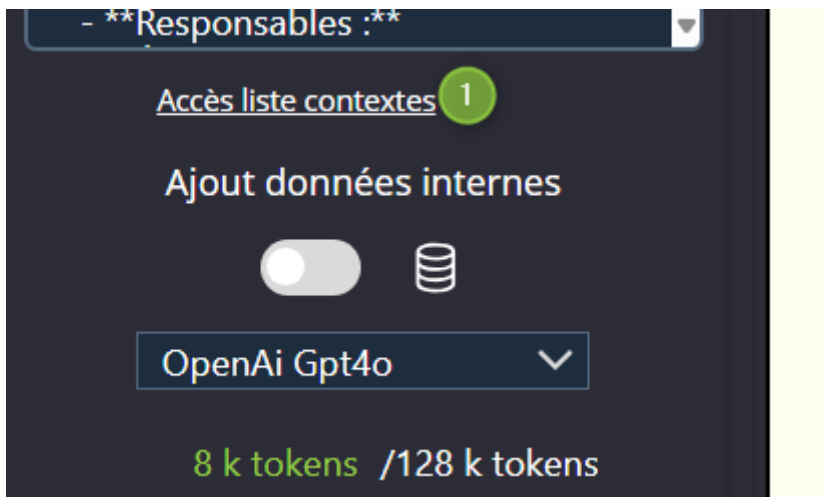 - **Responsables :**
Accès liste contextes 1
Ajout données internes
OpenAi Gpt4o
8 k tokens /128 k tokens